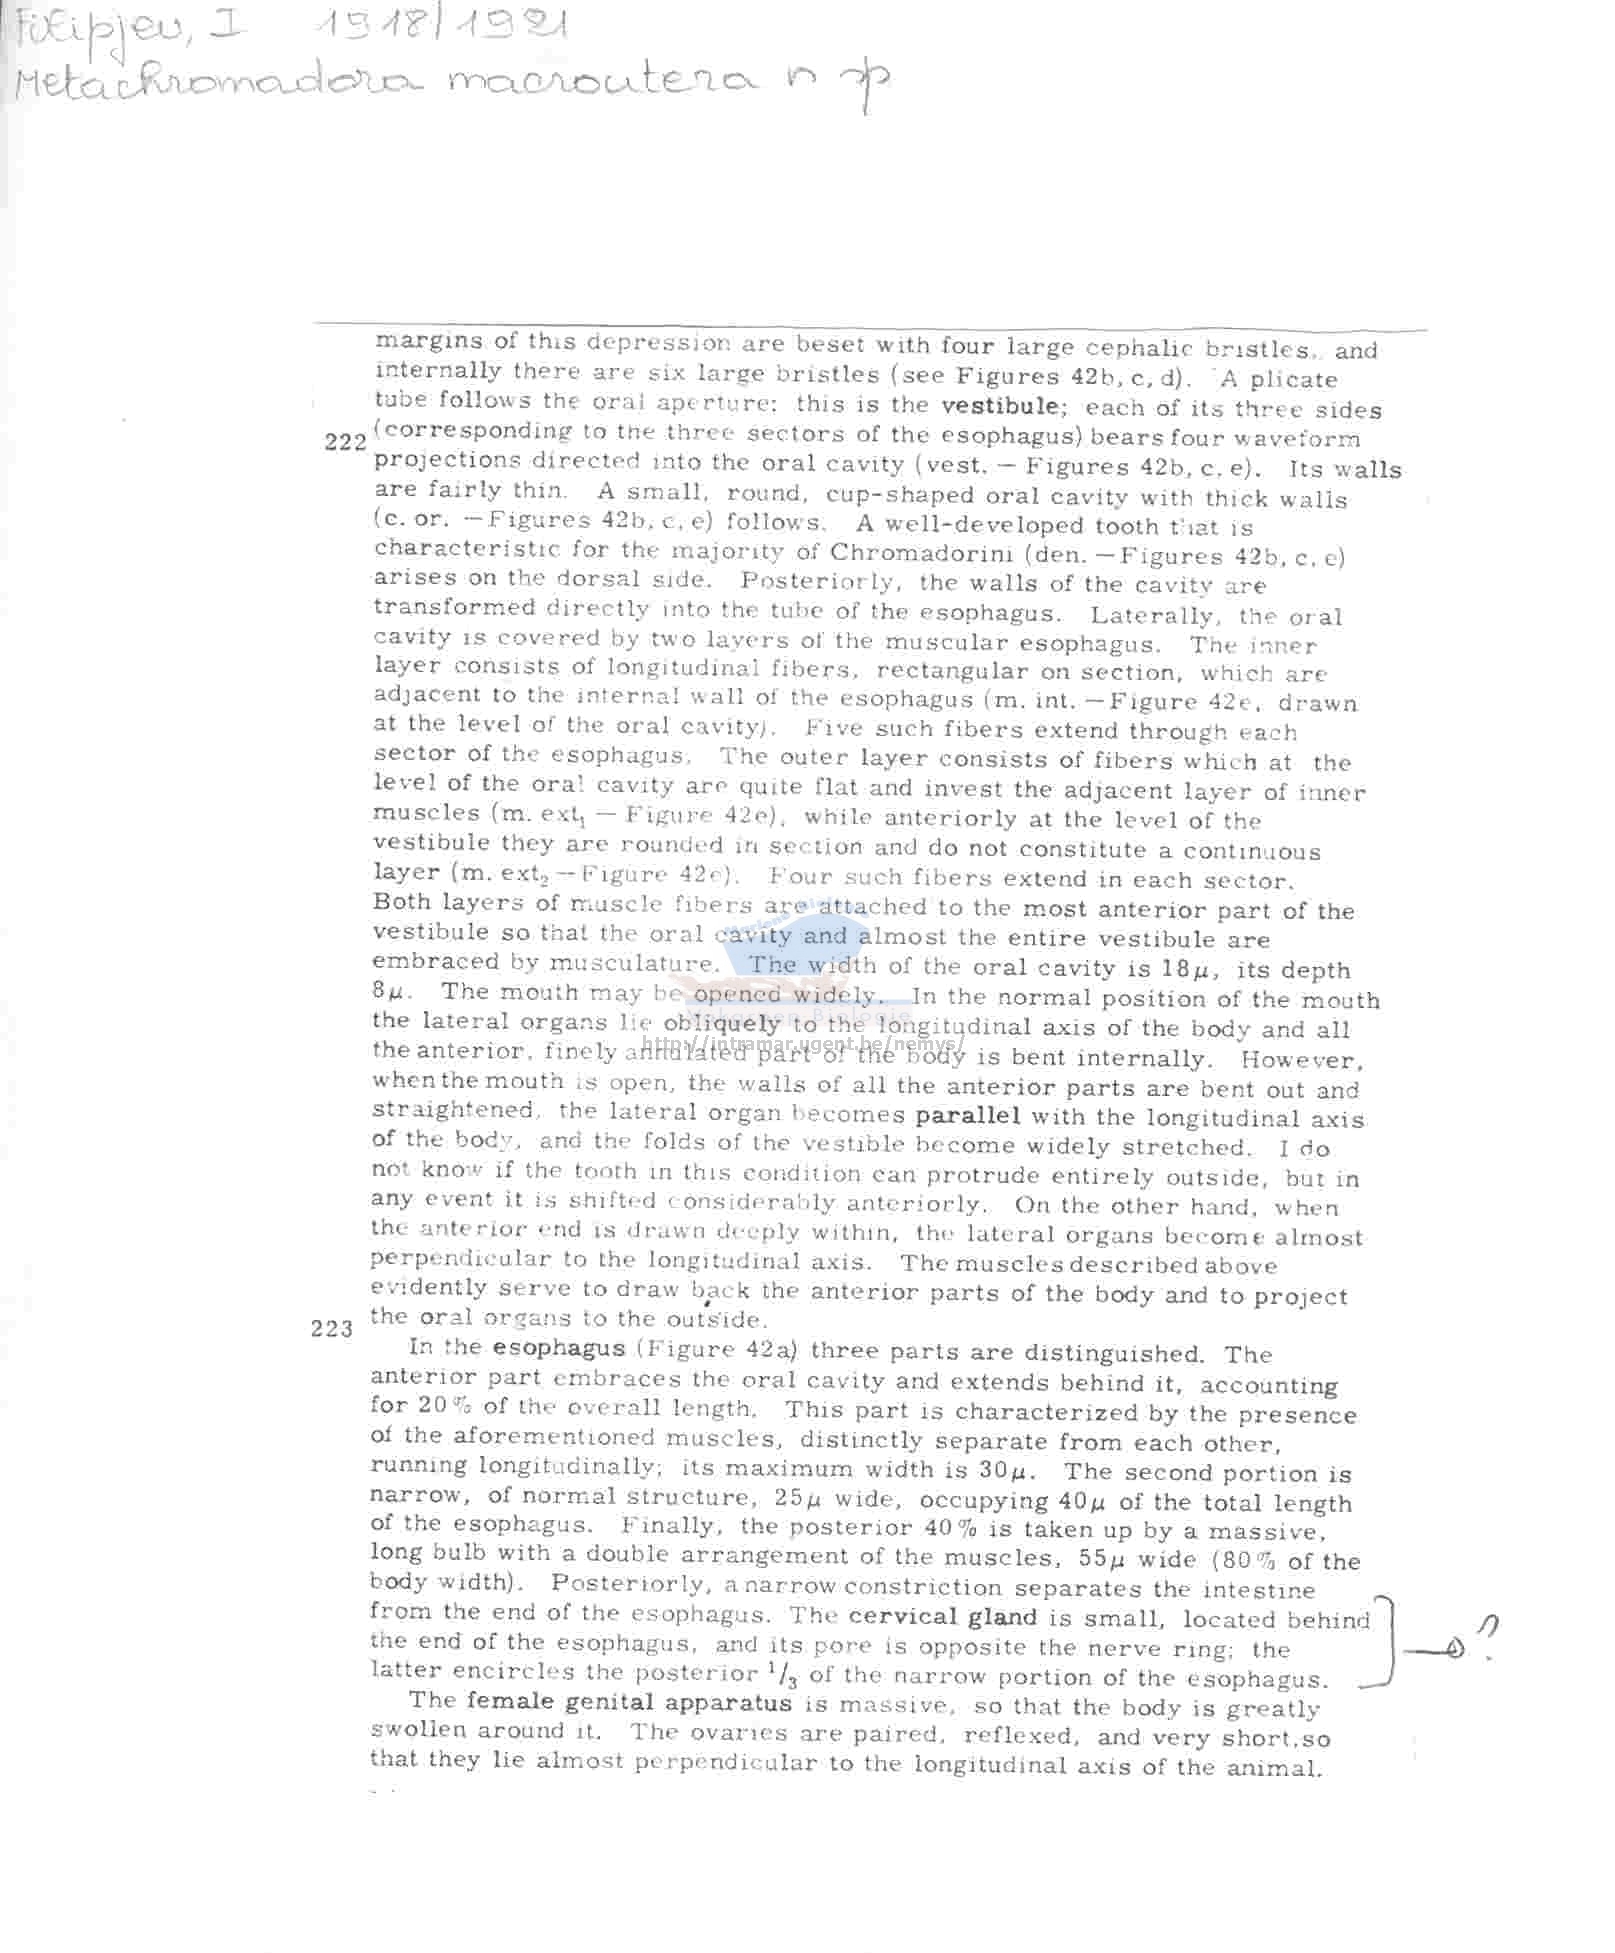 Filipjev, I 1918/1921
Metachromadora macroutera n sp
margins of this depression are beset with four large cephalic bristles, and
internally there are six large bristles (see Figures 42b, c, d). A plicate
tube follows the oral aperture: this is the vestibule; each of its three sides
222 (corresponding to the three sectors of the esophagus) bears four waveform
projections directed into the oral cavity (vest. — Figures 42b, c, e). Its walls
are fairly thin. A small, round, cup-shaped oral cavity with thick walls
(c. or. — Figures 42b, c, e) follows. A well-developed tooth that is
characteristic for the majority of Chromadorini (den. — Figures 42b, c, e)
arises on the dorsal side. Posteriorly, the walls of the cavity are
transformed directly into the tube of the esophagus. Laterally, the oral
cavity is covered by two layers of the muscular esophagus. The inner
layer consists of longitudinal fibers, rectangular on section, which are
adjacent to the internal wall of the esophagus (m. int. — Figure 42e, drawn
at the level of the oral cavity). Five such fibers extend through each
sector of the esophagus. The outer layer consists of fibers which at the
level of the oral cavity are quite flat and invest the adjacent layer of inner
muscles (m. ext₁ — Figure 42e), while anteriorly at the level of the
vestibule they are rounded in section and do not constitute a continuous
layer (m. ext₂ — Figure 42c). Four such fibers extend in each sector.
Both layers of muscle fibers are attached to the most anterior part of the
vestibule so that the oral cavity and almost the entire vestibule are
embraced by musculature. The width of the oral cavity is 18μ, its depth
8μ. The mouth may be opened widely. In the normal position of the mouth
the lateral organs lie obliquely to the longitudinal axis of the body and all
http://intramar.ugent.be/nemys/
the anterior, finely annulated part of the body is bent internally. However,
when the mouth is open, the walls of all the anterior parts are bent out and
straightened, the lateral organ becomes parallel with the longitudinal axis
of the body, and the folds of the vestible become widely stretched. I do
not know if the tooth in this condition can protrude entirely outside, but in
any event it is shifted considerably anteriorly. On the other hand, when
the anterior end is drawn deeply within, the lateral organs become almost
perpendicular to the longitudinal axis. The muscles described above
evidently serve to draw back the anterior parts of the body and to project
223 the oral organs to the outside.
In the esophagus (Figure 42a) three parts are distinguished. The
anterior part embraces the oral cavity and extends behind it, accounting
for 20% of the overall length. This part is characterized by the presence
of the aforementioned muscles, distinctly separate from each other,
running longitudinally; its maximum width is 30μ. The second portion is
narrow, of normal structure, 25μ wide, occupying 40μ of the total length
of the esophagus. Finally, the posterior 40% is taken up by a massive,
long bulb with a double arrangement of the muscles, 55μ wide (80% of the
body width). Posteriorly, a narrow constriction separates the intestine
from the end of the esophagus. The cervical gland is small, located behind
the end of the esophagus, and its pore is opposite the nerve ring; the ?
latter encircles the posterior 1/3 of the narrow portion of the esophagus.
The female genital apparatus is massive, so that the body is greatly
swollen around it. The ovaries are paired, reflexed, and very short, so
that they lie almost perpendicular to the longitudinal axis of the animal.